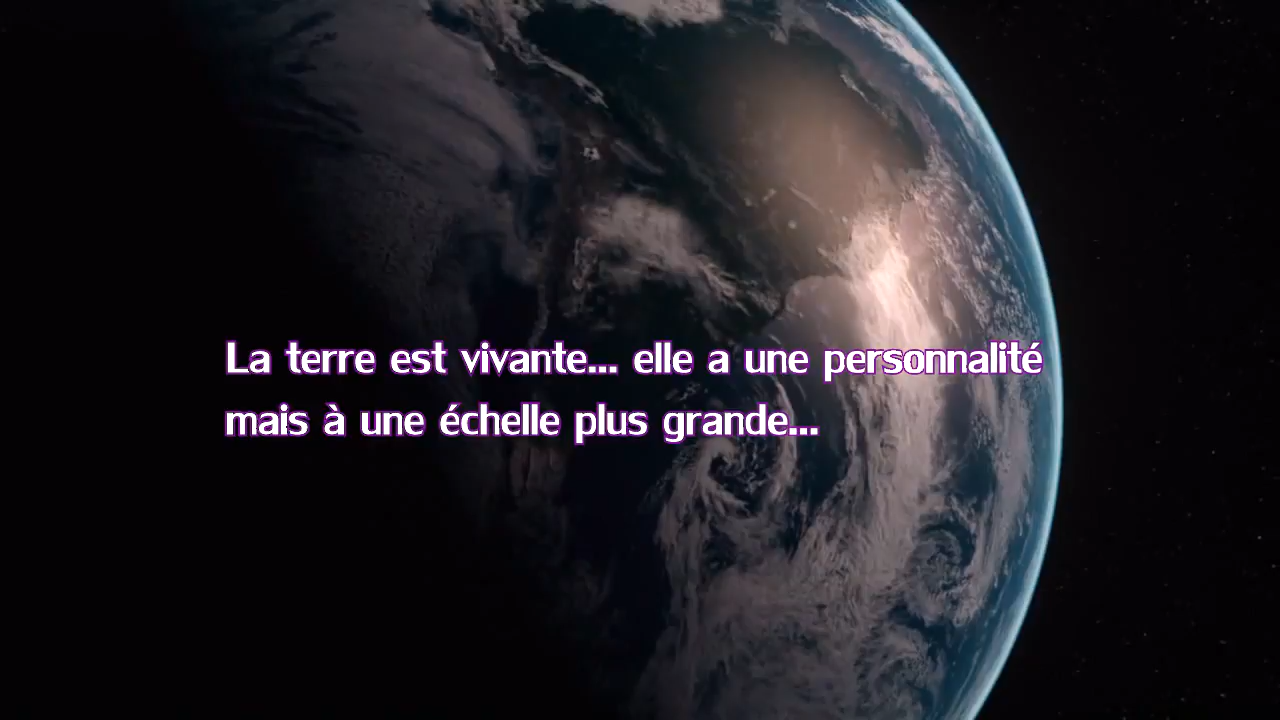 La terre est vivante... elle a une personnalité
mais à une échelle plus grande...